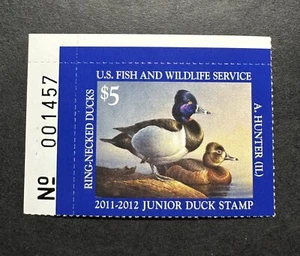 U.S. FISH AND WILDLIFE SERVICE
$5
RING-NECKED DUCKS
A. HUNTER (IL)
2011-2012 JUNIOR DUCK STAMP
№ 001457